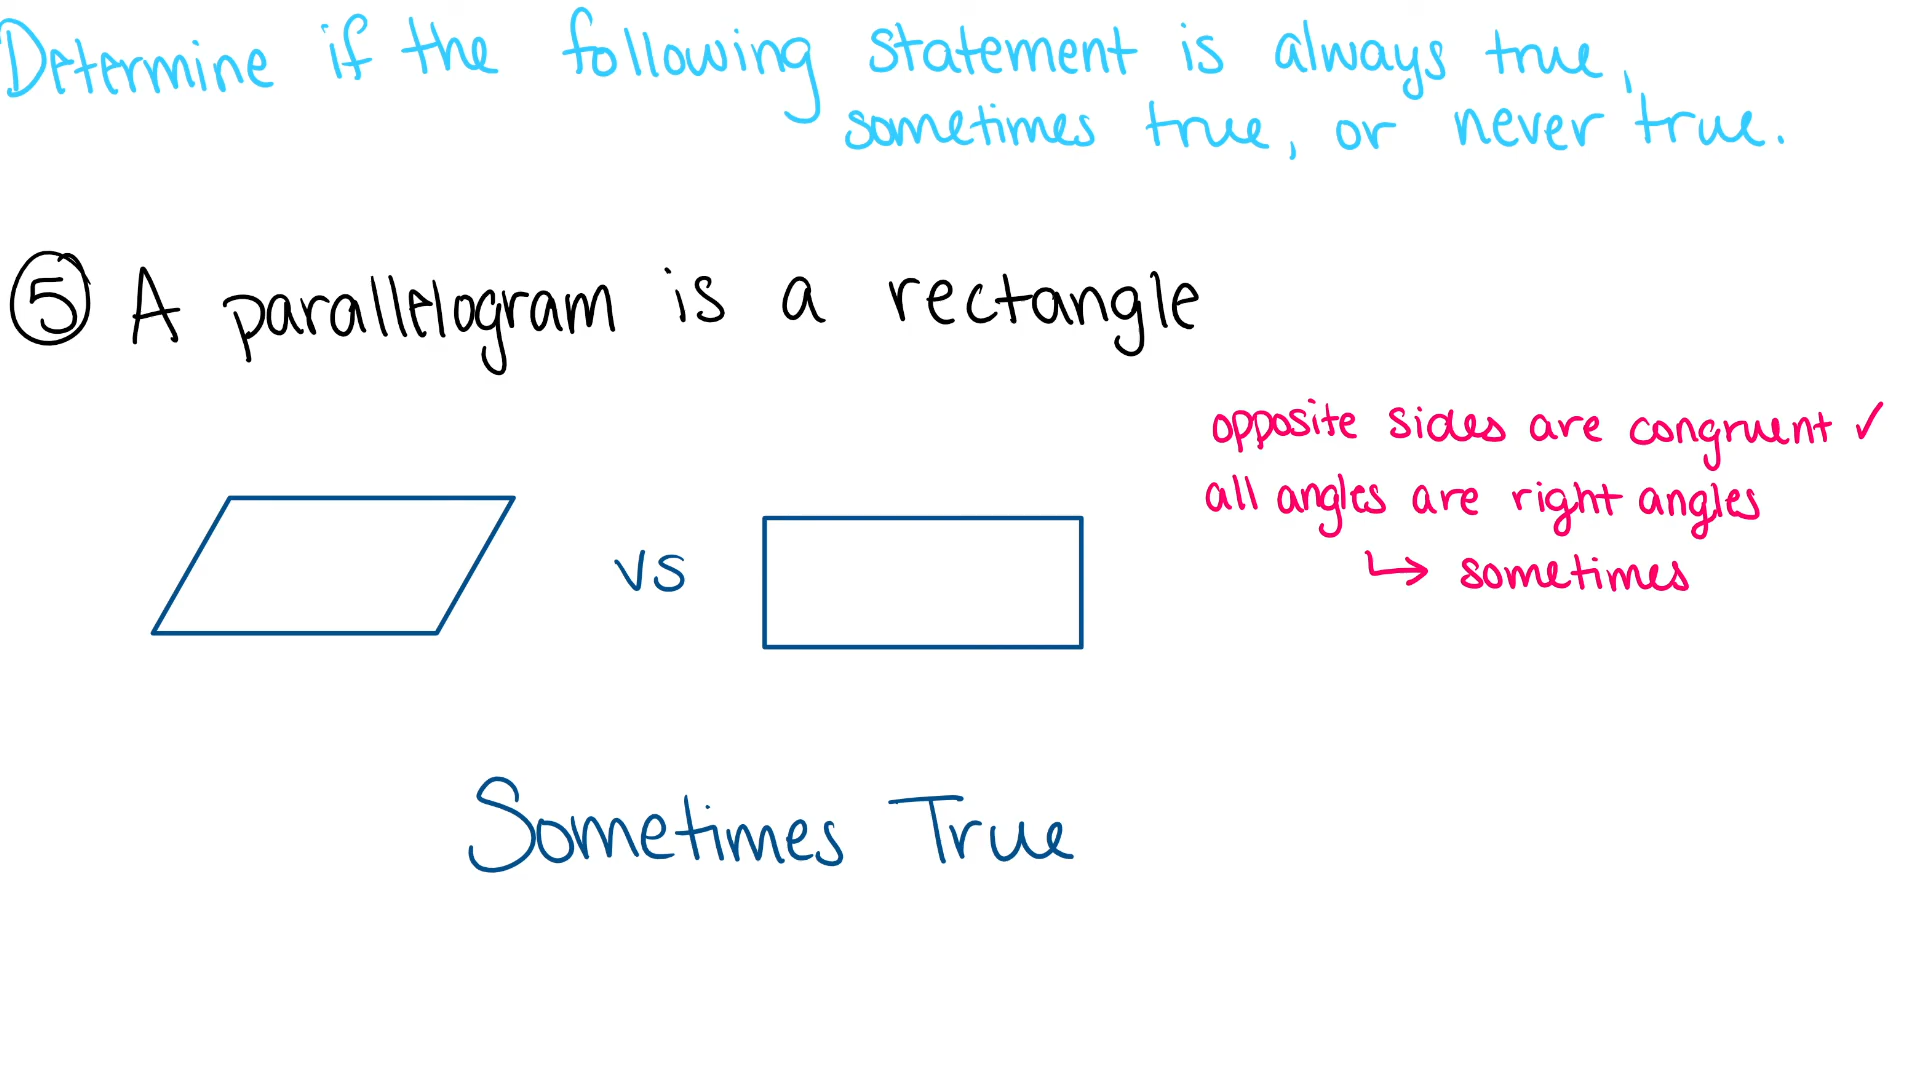 Determine if the following statement is always true,
sometimes true, or never true.
⑤ A parallelogram is a rectangle
opposite sides are congruent ✓
all angles are right angles
↳ sometimes
vs
Sometimes True